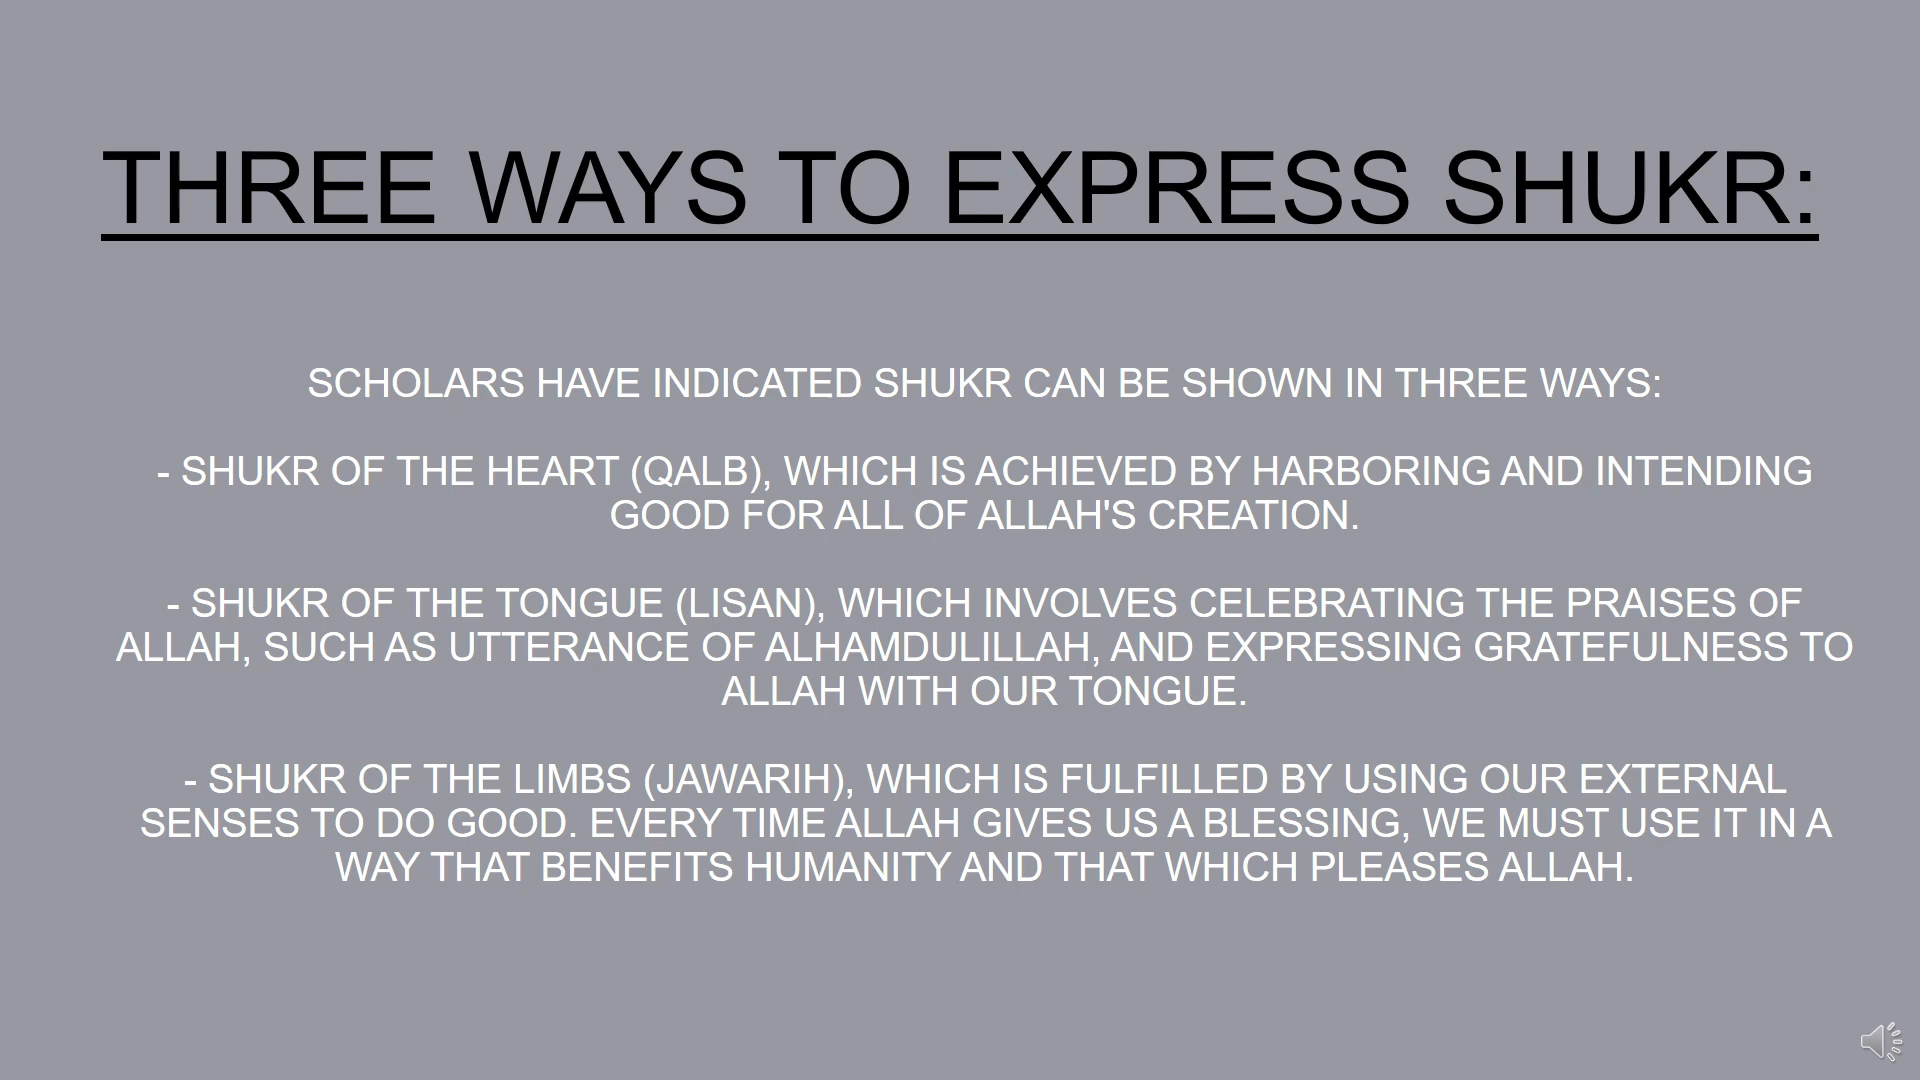 THREE WAYS TO EXPRESS SHUKR:
SCHOLARS HAVE INDICATED SHUKR CAN BE SHOWN IN THREE WAYS:
- SHUKR OF THE HEART (QALB), WHICH IS ACHIEVED BY HARBORING AND INTENDING
GOOD FOR ALL OF ALLAH'S CREATION.
- SHUKR OF THE TONGUE (LISAN), WHICH INVOLVES CELEBRATING THE PRAISES OF
ALLAH, SUCH AS UTTERANCE OF ALHAMDULILLAH, AND EXPRESSING GRATEFULNESS TO
ALLAH WITH OUR TONGUE.
- SHUKR OF THE LIMBS (JAWARIH), WHICH IS FULFILLED BY USING OUR EXTERNAL
SENSES TO DO GOOD. EVERY TIME ALLAH GIVES US A BLESSING, WE MUST USE IT IN A
WAY THAT BENEFITS HUMANITY AND THAT WHICH PLEASES ALLAH.